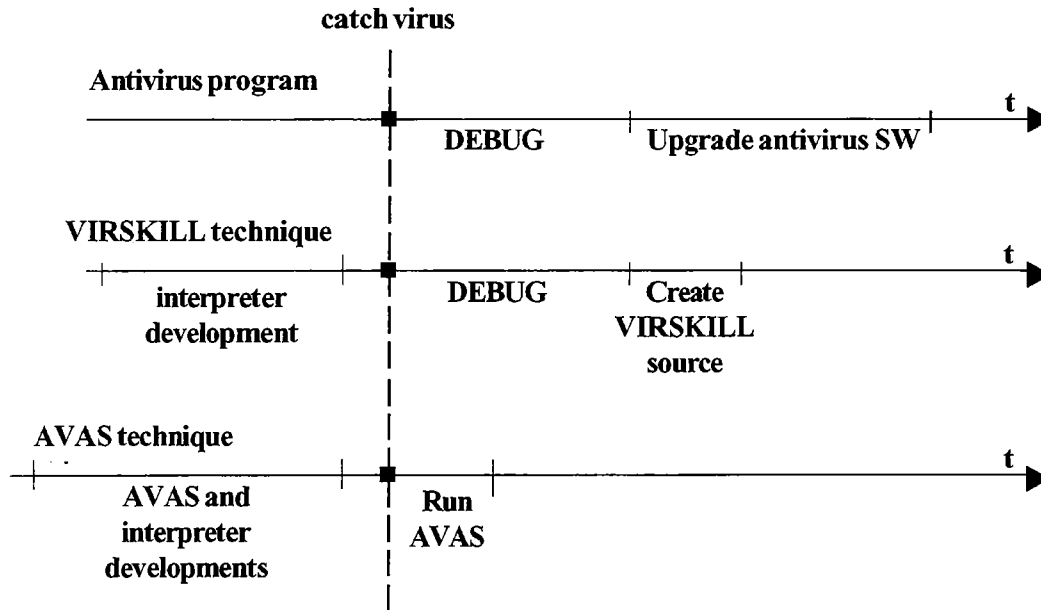 catch virus
Antivirus program
t
DEBUG
Upgrade antivirus SW
VIRSKILL technique
t
interpreter
development
DEBUG
Create
VIRSKILL
source
AVAS technique
t
AVAS and
interpreter
developments
Run
AVAS